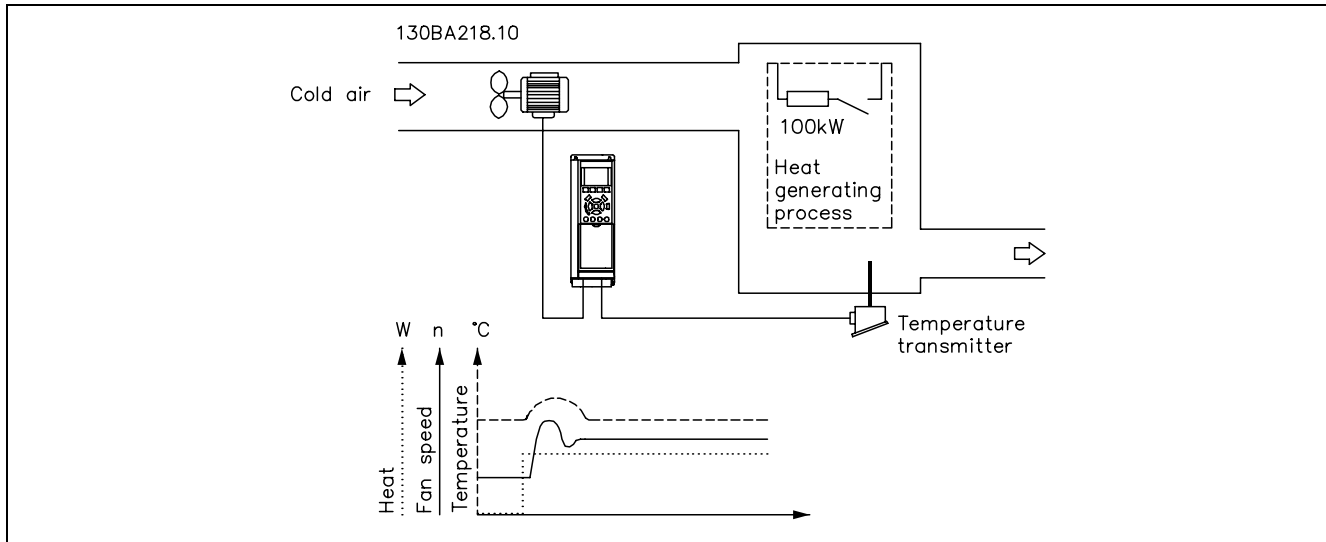 130BA218.10
Cold air
100kW
Heat
generating
process
Temperature
transmitter
W n °C
Heat
Fan speed
Temperature